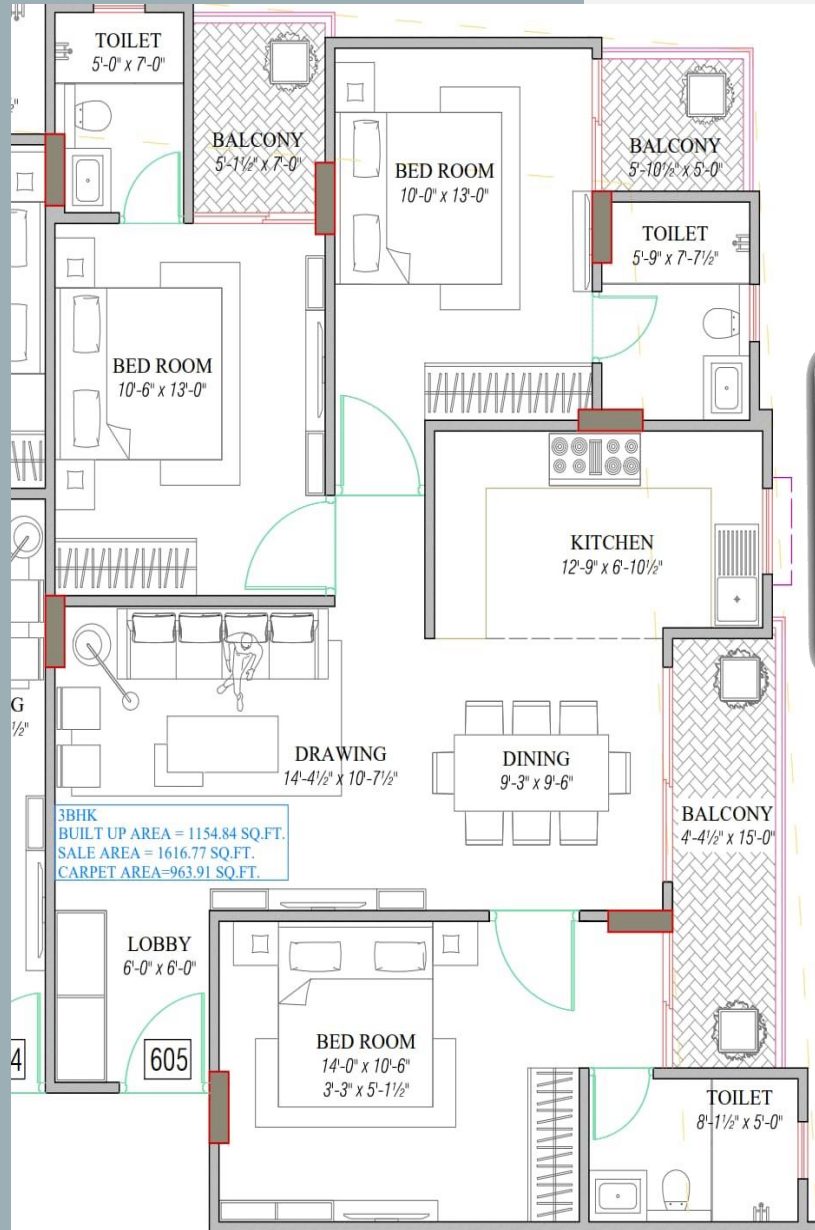 TOILET
5'-0" x 7'-0"
BALCONY
5'-1½" x 7'-0"
BED ROOM
10'-0" x 13'-0"
BALCONY
5'-10½" x 5'-0"
TOILET
5'-9" x 7'-7½"
BED ROOM
10'-6" x 13'-0"
KITCHEN
12'-9" x 6'-10½"
G
½"
DRAWING
14'-4½" x 10'-7½"
DINING
9'-3" x 9'-6"
BALCONY
4'-4½" x 15'-0"
3BHK
BUILT UP AREA = 1154.84 SQ.FT.
SALE AREA = 1616.77 SQ.FT.
CARPET AREA=963.91 SQ.FT.
LOBBY
6'-0" x 6'-0"
4
605
BED ROOM
14'-0" x 10'-6"
3'-3" x 5'-1½"
TOILET
8'-1½" x 5'-0"